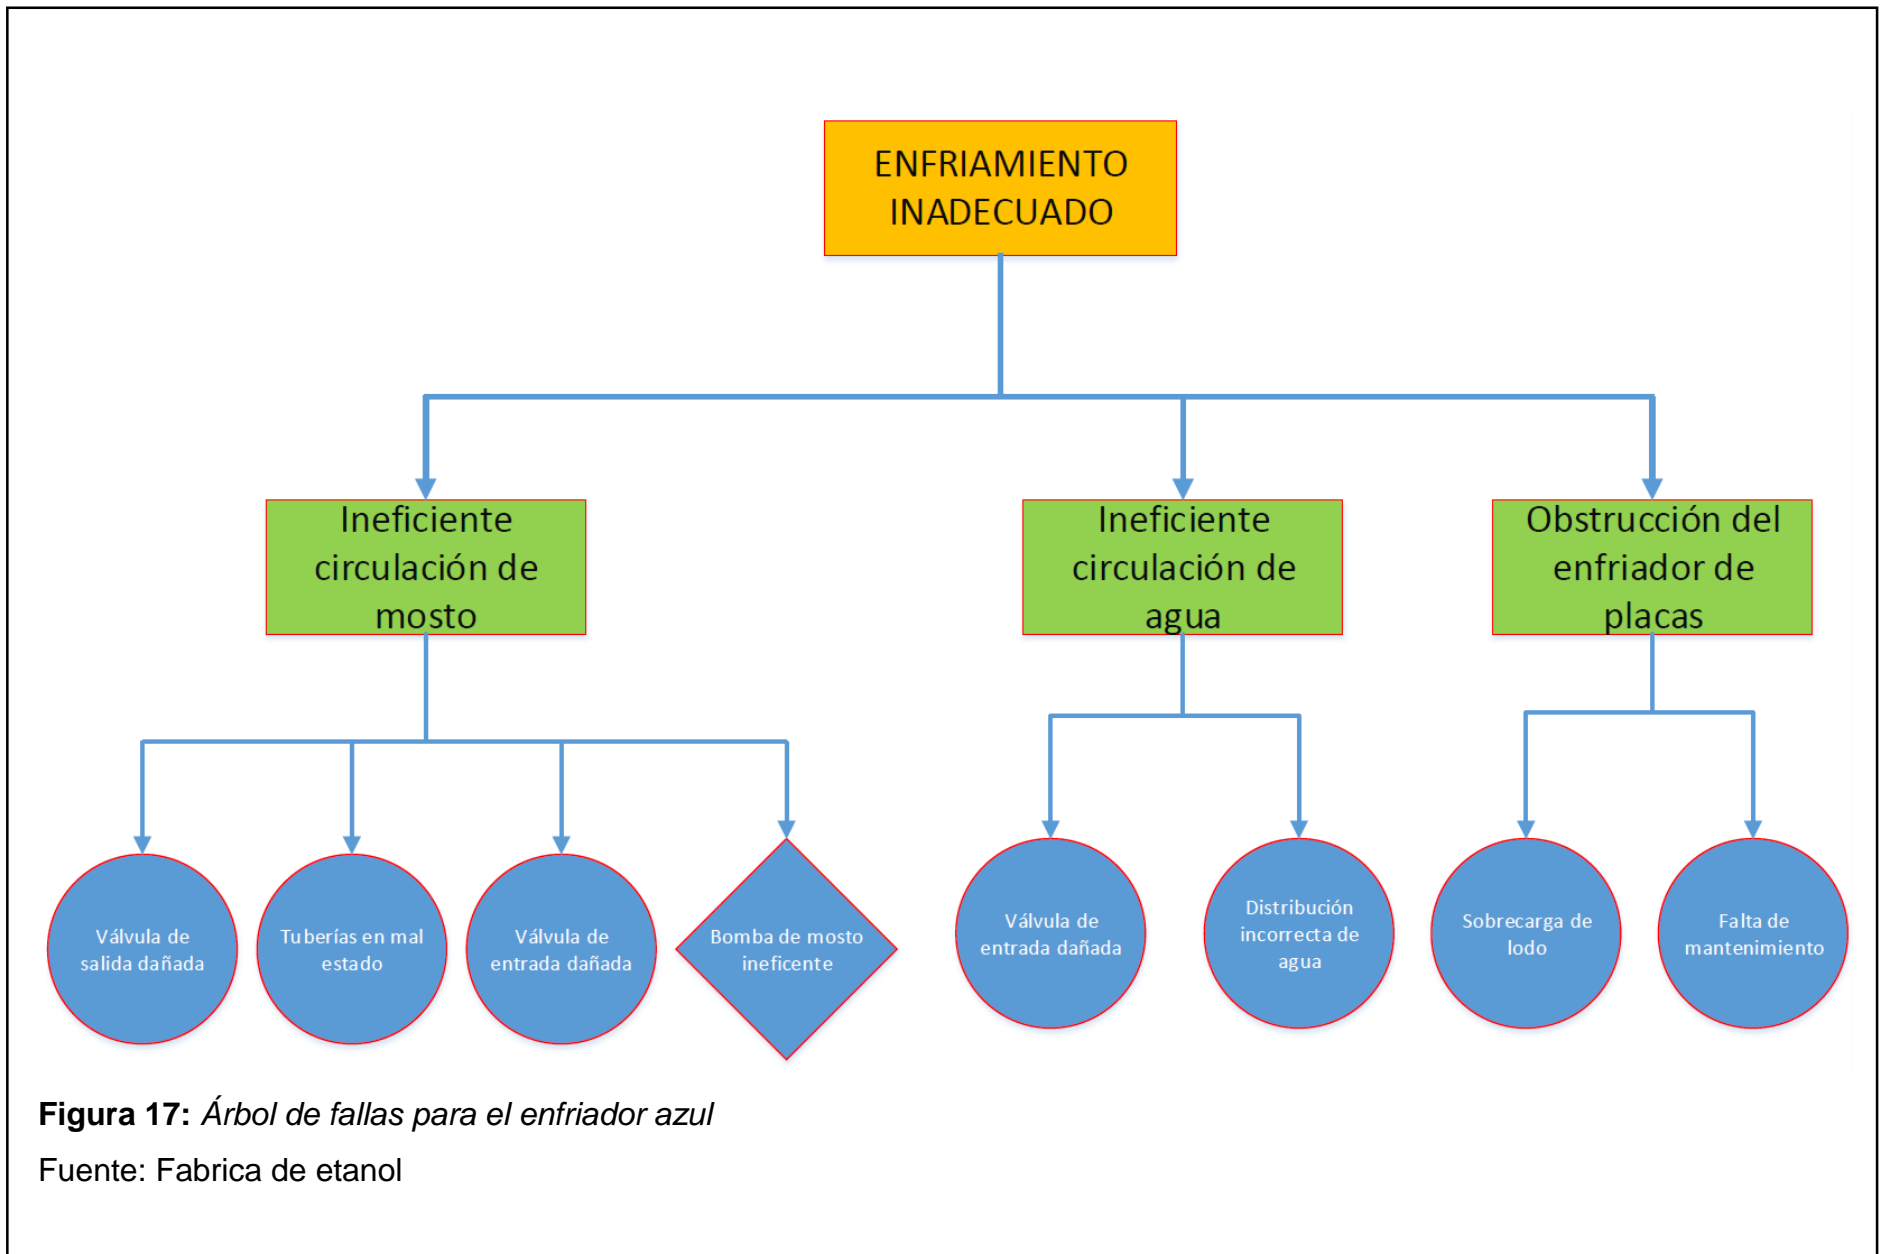 ENFRIAMIENTO
INADECUADO
Ineficiente
circulación de
mosto
Ineficiente
circulación de
agua
Obstrucción del
enfriador de
placas
Válvula de
salida dañada
Tuberías en mal
estado
Válvula de
entrada dañada
Bomba de mosto
ineficente
Válvula de
entrada dañada
Distribución
incorrecta de
agua
Sobrecarga de
lodo
Falta de
mantenimiento
Figura 17: Árbol de fallas para el enfriador azul
Fuente: Fabrica de etanol